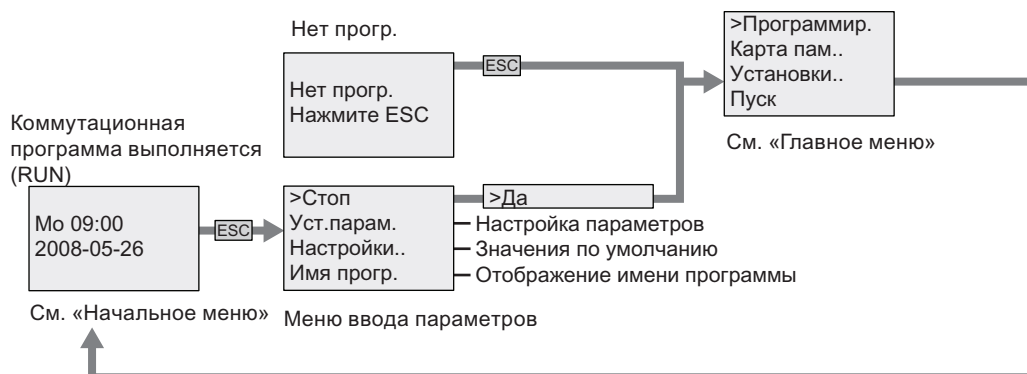 Нет прогр.
Нет прогр.
Нажмите ESC
ESC
>Программир.
Карта пам..
Установки..
Пуск
См. «Главное меню»
Коммутационная
программа выполняется
(RUN)
Мо 09:00
2008-05-26
ESC
См. «Начальное меню»
>Стоп
Уст.парам.
Настройки..
Имя прогр.
>Да
Настройка параметров
Значения по умолчанию
Отображение имени программы
Меню ввода параметров